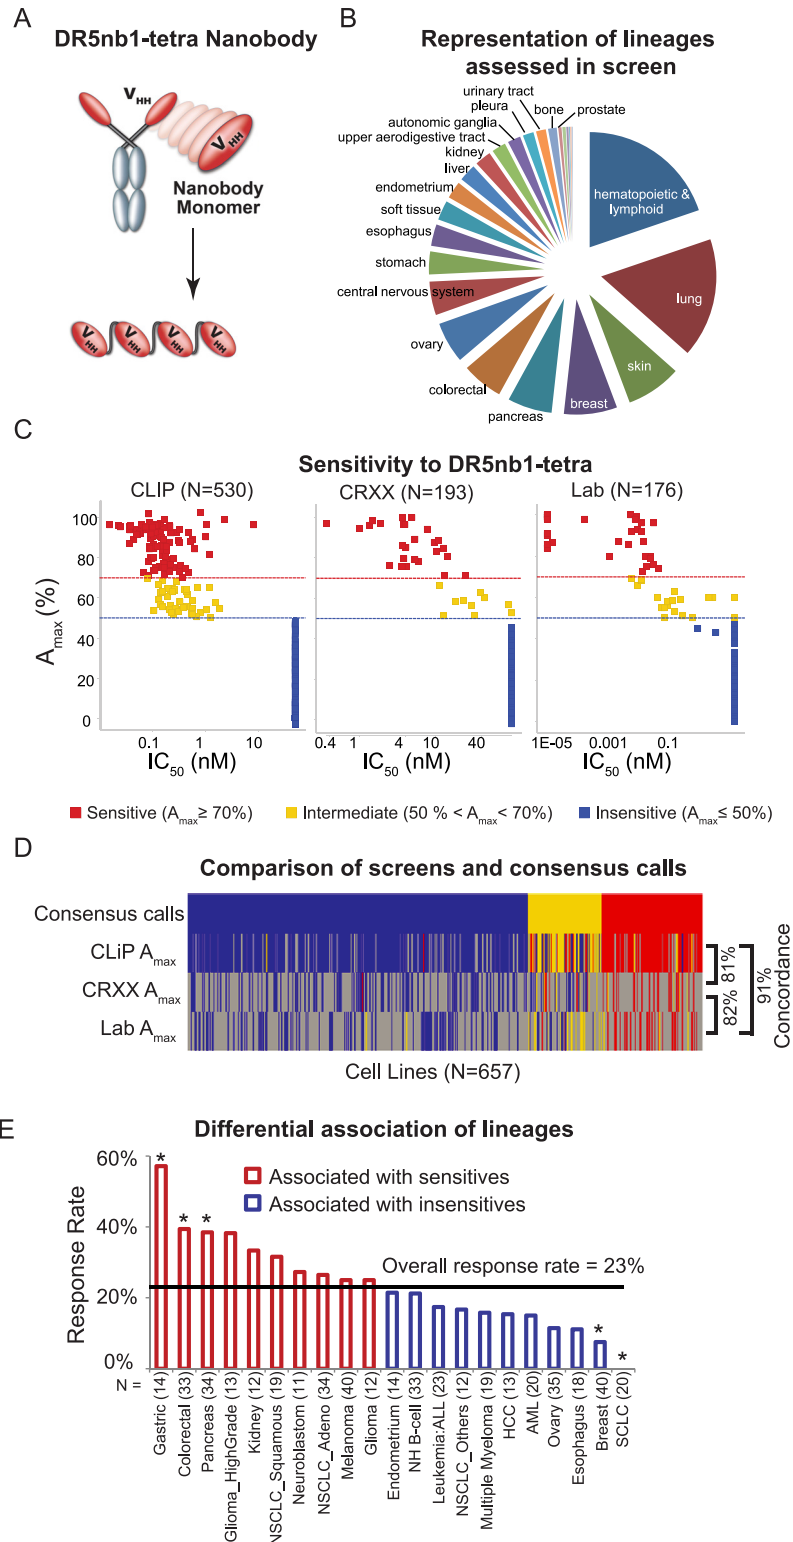 A
DR5nb1-tetra Nanobody
VHH
VHH
Nanobody
Monomer
VHH VHH VHH VHH
B
Representation of lineages
assessed in screen
urinary tract
pleura
bone
prostate
autonomic ganglia
upper aerodigestive tract
kidney
liver
endometrium
soft tissue
esophagus
stomach
central nervous system
ovary
colorectal
pancreas
breast
skin
lung
hematopoietic &
lymphoid
C
Sensitivity to DR5nb1-tetra
CLIP (N=530)
CRXX (N=193)
Lab (N=176)
Amax (%)
100
80
60
40
20
0
0.1 1 10
IC50 (nM)
0.4 1 4 10 40
IC50 (nM)
1E-05 0.001 0.1
IC50 (nM)
Sensitive (Amax≥ 70%)
Intermediate (50 % < Amax< 70%)
Insensitive (Amax≤ 50%)
D
Comparison of screens and consensus calls
Consensus calls
CLiP Amax
CRXX Amax
Lab Amax
81%
82%
91%
Concordance
Cell Lines (N=657)
E
Differential association of lineages
Response Rate
60%
40%
20%
0%
Associated with sensitives
Associated with insensitives
Overall response rate = 23%
* * * * *
N =
Gastric (14)
Colorectal (33)
Pancreas (34)
Glioma_HighGrade (13)
Kidney (12)
NSCLC_Squamous (19)
Neuroblastom (11)
NSCLC_Adeno (34)
Melanoma (40)
Glioma (12)
Endometrium (14)
NH B-cell (33)
Leukemia:ALL (23)
NSCLC_Others (12)
Multiple Myeloma (19)
HCC (13)
AML (20)
Ovary (35)
Esophagus (18)
Breast (40)
SCLC (20)